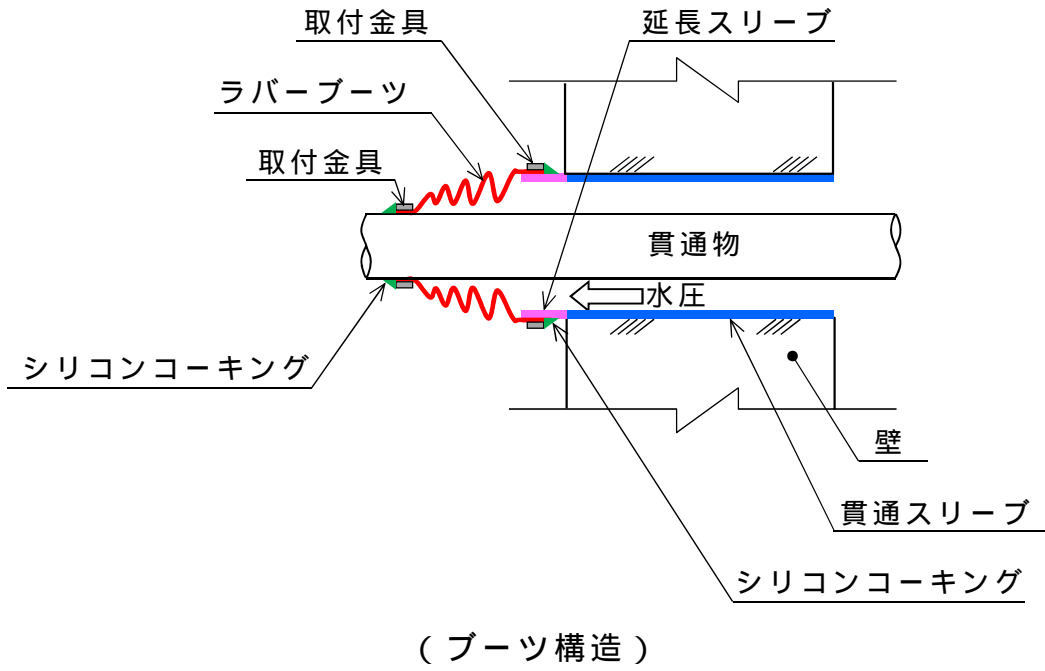 取付金具
延長スリーブ
ラバーブーツ
取付金具
貫通物
水圧
シリコンコーキング
壁
貫通スリーブ
シリコンコーキング
(ブーツ構造)